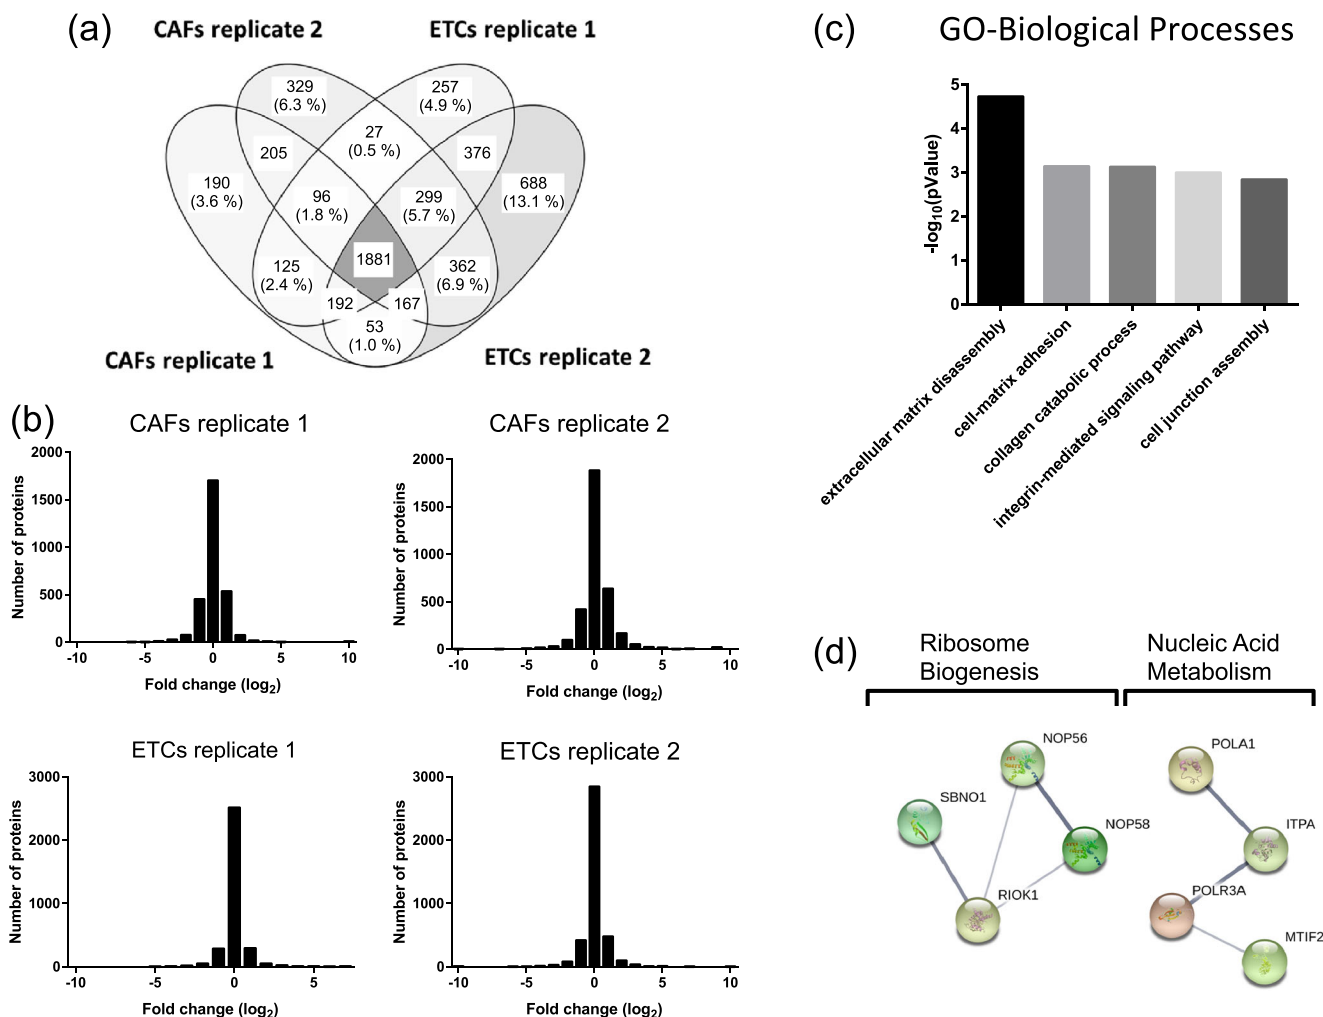 (a)
CAFs replicate 2
ETCs replicate 1
329
(6.3 %)
257
(4.9 %)
27
(0.5 %)
205
376
190
(3.6 %)
96
(1.8 %)
299
(5.7 %)
688
(13.1 %)
1881
125
(2.4 %)
362
(6.9 %)
192
167
53
(1.0 %)
CAFs replicate 1
ETCs replicate 2
(b)
CAFs replicate 1
2000
1500
1000
500
0
Number of proteins
-10
-5
0
5
10
Fold change (log2)
CAFs replicate 2
2000
1500
1000
500
0
Number of proteins
-10
-5
0
5
10
Fold change (log2)
ETCs replicate 1
3000
2000
1000
0
Number of proteins
-10
-5
0
5
Fold change (log2)
ETCs replicate 2
3000
2000
1000
0
Number of proteins
-10
-5
0
5
10
Fold change (log2)
(c)
GO-Biological Processes
5
4
3
2
1
0
-log10(pValue)
extracellular matrix disassembly
cell-matrix adhesion
collagen catabolic process
integrin-mediated signaling pathway
cell junction assembly
(d)
Ribosome
Biogenesis
Nucleic Acid
Metabolism
NOP56
SBNO1
NOP58
RIOK1
POLA1
ITPA
POLR3A
MTIF2